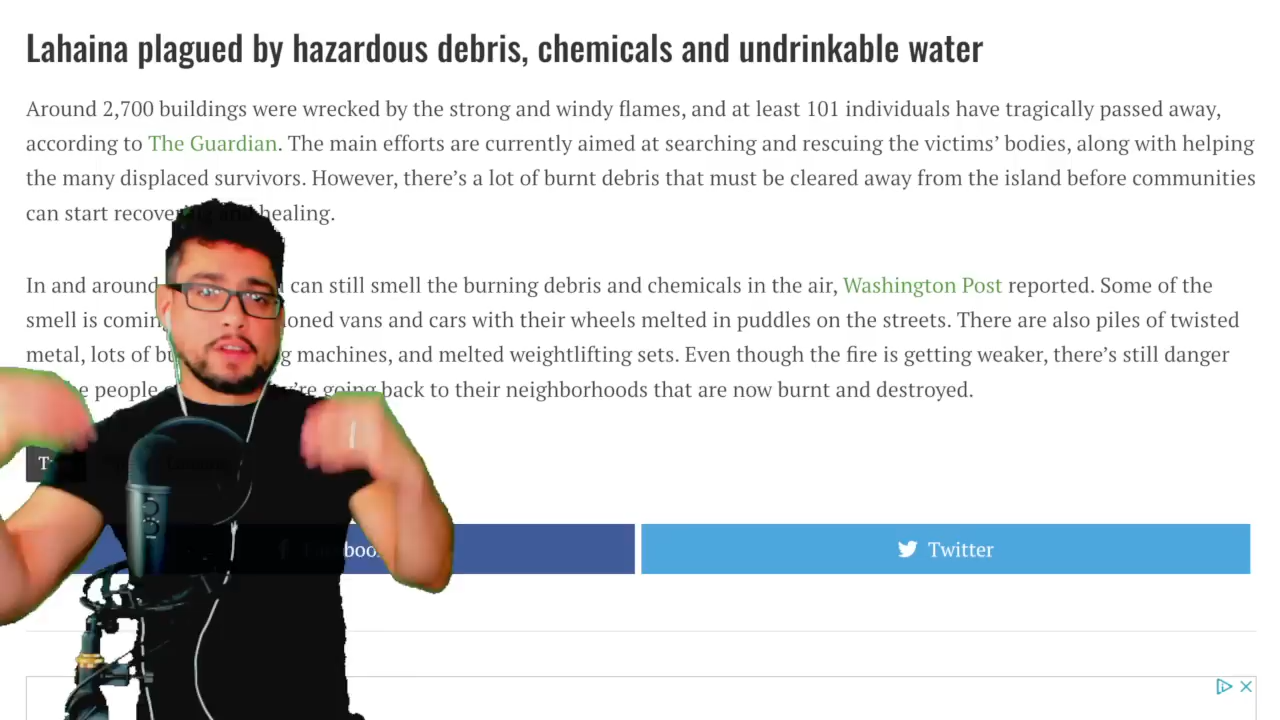 Lahaina plagued by hazardous debris, chemicals and undrinkable water
Around 2,700 buildings were wrecked by the strong and windy flames, and at least 101 individuals have tragically passed away,
according to The Guardian. The main efforts are currently aimed at searching and rescuing the victims’ bodies, along with helping
the many displaced survivors. However, there’s a lot of burnt debris that must be cleared away from the island before communities
can start recovering and healing.
In and around can still smell the burning debris and chemicals in the air, Washington Post reported. Some of the
smell is coming vans and cars with their wheels melted in puddles on the streets. There are also piles of twisted
metal, lots of machines, and melted weightlifting sets. Even though the fire is getting weaker, there’s still danger
people going back to their neighborhoods that are now burnt and destroyed.
Facebook
Twitter